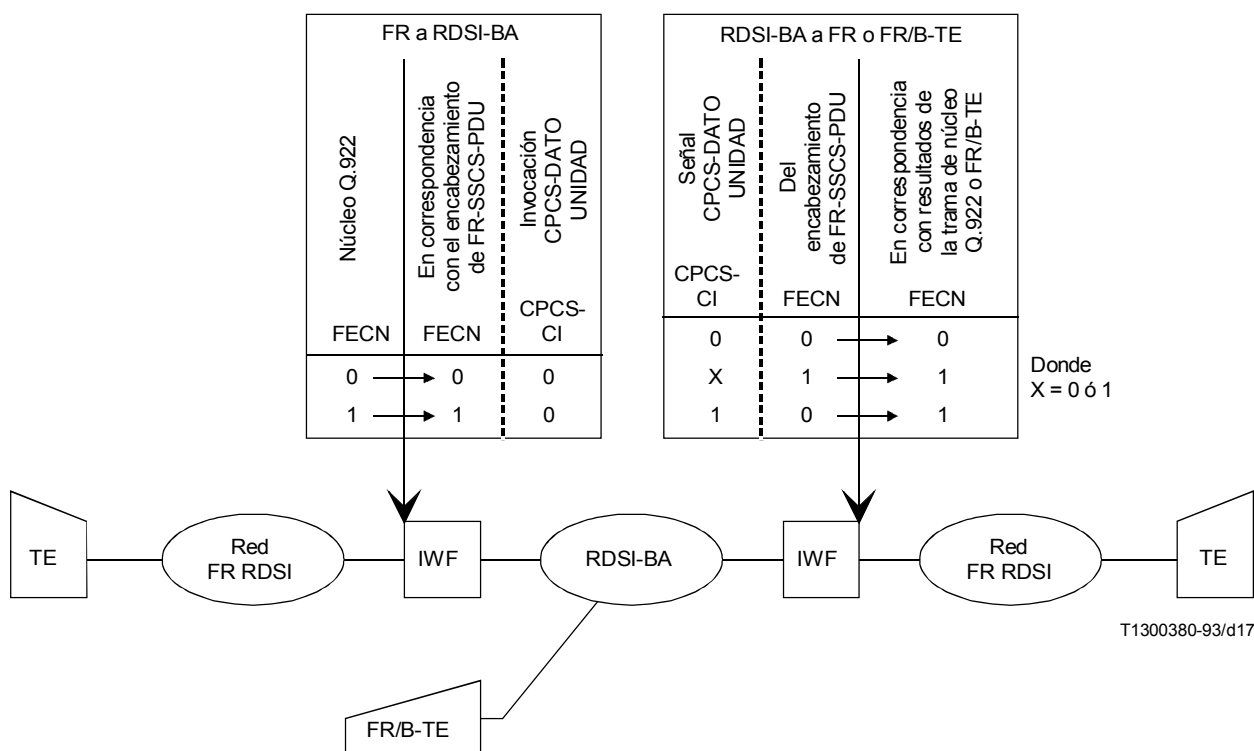 FR a RDSI-BA
Núcleo Q.922
En correspondencia
con el encabezamiento
de FR-SSCS-PDU
Invocación
CPCS-DATO
UNIDAD
FECN
FECN
CPCS-
CI
0
0
0
1
1
0
RDSI-BA a FR o FR/B-TE
Señal
CPCS-DATO
UNIDAD
Del
encabezamiento
de FR-SSCS-PDU
En correspondencia
con resultados de
la trama de núcleo
Q.922 o FR/B-TE
CPCS-
CI
FECN
FECN
0
0
0
X
1
1
1
0
1
Donde
X = 0 ó 1
TE
Red
FR RDSI
IWF
RDSI-BA
IWF
Red
FR RDSI
TE
T1300380-93/d17
FR/B-TE